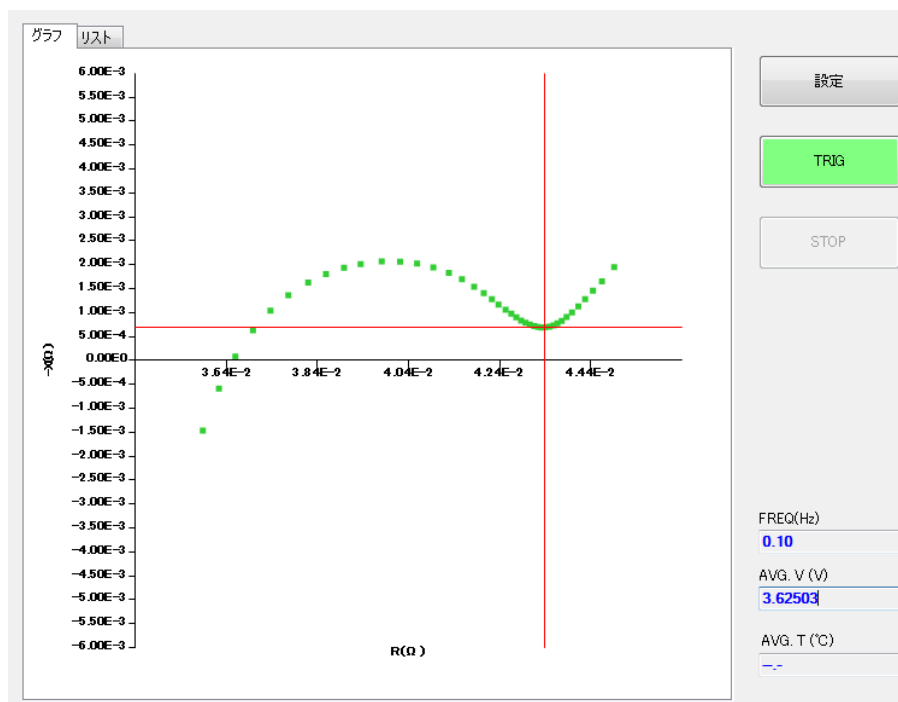 グラフ リスト
6.00E-3
5.50E-3
5.00E-3
4.50E-3
4.00E-3
3.50E-3
3.00E-3
2.50E-3
2.00E-3
1.50E-3
1.00E-3
5.00E-4
0.00E0
-5.00E-4
-1.00E-3
-1.50E-3
-2.00E-3
-2.50E-3
-3.00E-3
-3.50E-3
-4.00E-3
-4.50E-3
-5.00E-3
-5.50E-3
-6.00E-3
-X(Ω)
3.64E-2 3.84E-2 4.04E-2 4.24E-2 4.44E-2
R(Ω)
設定
TRIG
STOP
FREQ(Hz)
0.10
AVG. V (V)
3.62503
AVG. T (℃)
--.-